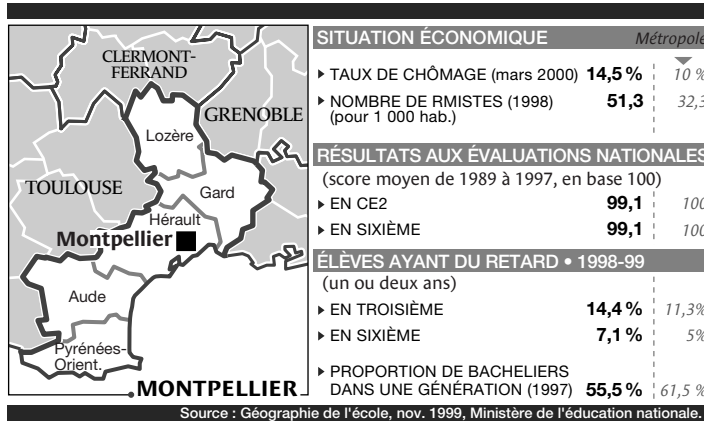 CLERMONT-
FERRAND
GRENOBLE
Lozère
TOULOUSE
Gard
Hérault
Montpellier
Aude
Pyrénées-
Orient.
MONTPELLIER
SITUATION ÉCONOMIQUE Métropole
TAUX DE CHÔMAGE (mars 2000) 14,5 % 10 %
NOMBRE DE RMISTES (1998) 51,3 32,3
(pour 1 000 hab.)
RÉSULTATS AUX ÉVALUATIONS NATIONALES
(score moyen de 1989 à 1997, en base 100)
EN CE2 99,1 100
EN SIXIÈME 99,1 100
ÉLÈVES AYANT DU RETARD • 1998-99
(un ou deux ans)
EN TROISIÈME 14,4 % 11,3%
EN SIXIÈME 7,1 % 5%
PROPORTION DE BACHELIERS
DANS UNE GÉNÉRATION (1997) 55,5 % 61,5 %
Source : Géographie de l'école, nov. 1999, Ministère de l'éducation nationale.